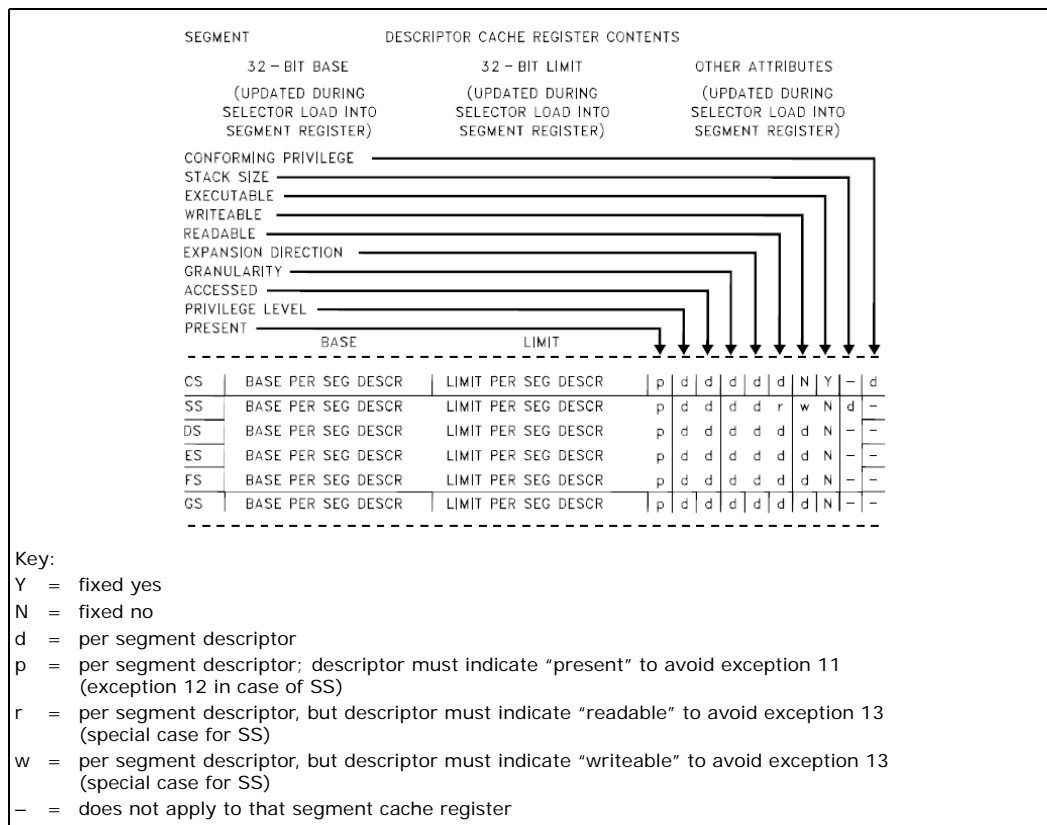 SEGMENT DESCRIPTOR CACHE REGISTER CONTENTS
32 – BIT BASE 32 – BIT LIMIT OTHER ATTRIBUTES
(UPDATED DURING (UPDATED DURING (UPDATED DURING
SELECTOR LOAD INTO SELECTOR LOAD INTO SELECTOR LOAD INTO
SEGMENT REGISTER) SEGMENT REGISTER) SEGMENT REGISTER)
CONFORMING PRIVILEGE
STACK SIZE
EXECUTABLE
WRITEABLE
READABLE
EXPANSION DIRECTION
GRANULARITY
ACCESSED
PRIVILEGE LEVEL
PRESENT
BASE LIMIT
CS BASE PER SEG DESCR LIMIT PER SEG DESCR p d d d d d N Y – d
SS BASE PER SEG DESCR LIMIT PER SEG DESCR p d d d d r w N d –
DS BASE PER SEG DESCR LIMIT PER SEG DESCR p d d d d d d N – –
ES BASE PER SEG DESCR LIMIT PER SEG DESCR p d d d d d d N – –
FS BASE PER SEG DESCR LIMIT PER SEG DESCR p d d d d d d N – –
GS BASE PER SEG DESCR LIMIT PER SEG DESCR p d d d d d d N – –
Key:
Y = fixed yes
N = fixed no
d = per segment descriptor
p = per segment descriptor; descriptor must indicate “present” to avoid exception 11
(exception 12 in case of SS)
r = per segment descriptor, but descriptor must indicate “readable” to avoid exception 13
(special case for SS)
w = per segment descriptor, but descriptor must indicate “writeable” to avoid exception 13
(special case for SS)
– = does not apply to that segment cache register